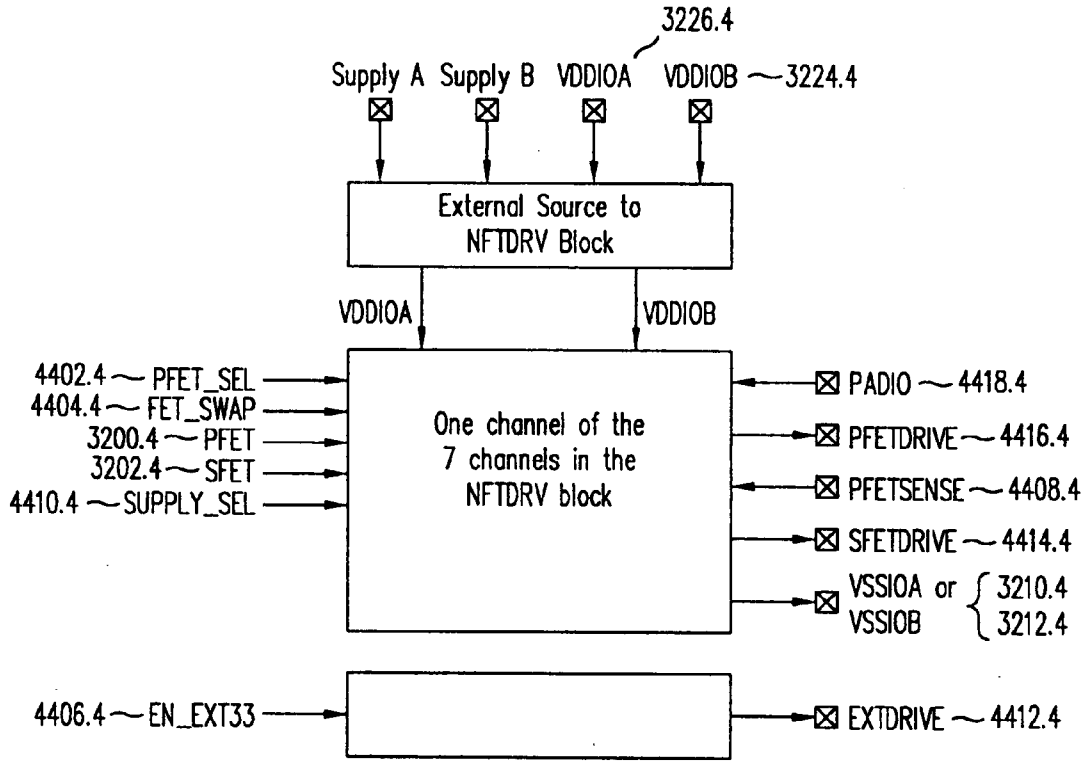 3226.4
Supply A Supply B VDDIOA VDDIOB 3224.4
External Source to
NFTDRV Block
VDDIOA VDDIOB
4402.4 PFET_SEL
4404.4 FET_SWAP
3200.4 PFET
3202.4 SFET
4410.4 SUPPLY_SEL
One channel of the
7 channels in the
NFTDRV block
PADIO 4418.4
PFETDRIVE 4416.4
PFETSENSE 4408.4
SFETDRIVE 4414.4
VSSIOA or 3210.4
VSSIOB 3212.4
4406.4 EN_EXT33
EXTDRIVE 4412.4